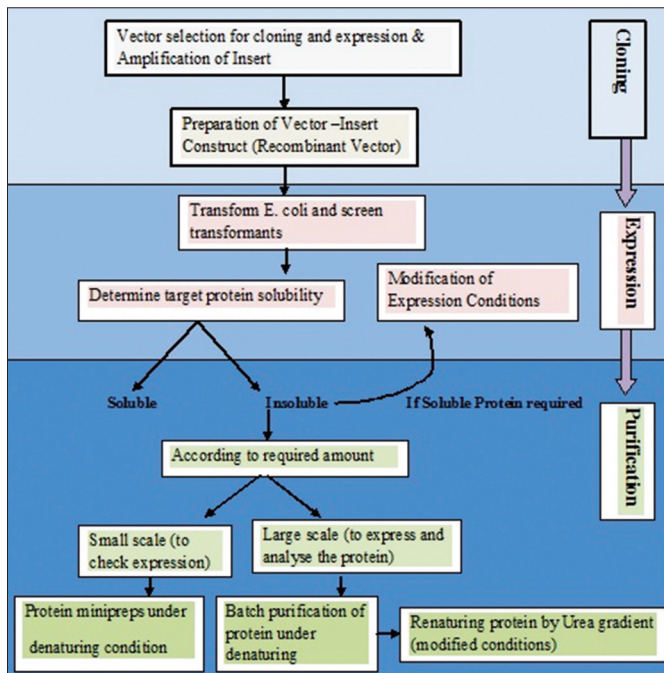 Vector selection for cloning and expression &
Amplification of Insert
Cloning
Preparation of Vector –Insert
Construct (Recombinant Vector)
Transform E. coli and screen
transformants
Expression
Determine target protein solubility
Modification of
Expression Conditions
Soluble
Insoluble
If Soluble Protein required
Purification
According to required amount
Small scale (to
check expression)
Large scale (to express and
analyse the protein)
Protein minipreps under
denaturing condition
Batch purification of
protein under
denaturing
Renaturing protein by Urea gradient
(modified conditions)